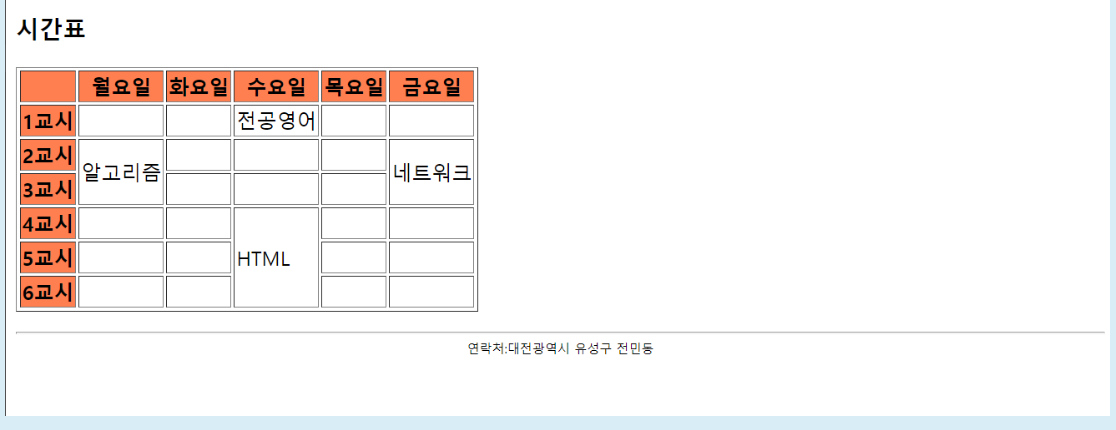 시간표
월요일 화요일 수요일 목요일 금요일
1교시 전공영어
2교시 알고리즘 네트워크
3교시
4교시
5교시 HTML
6교시
연락처:대전광역시 유성구 전민동